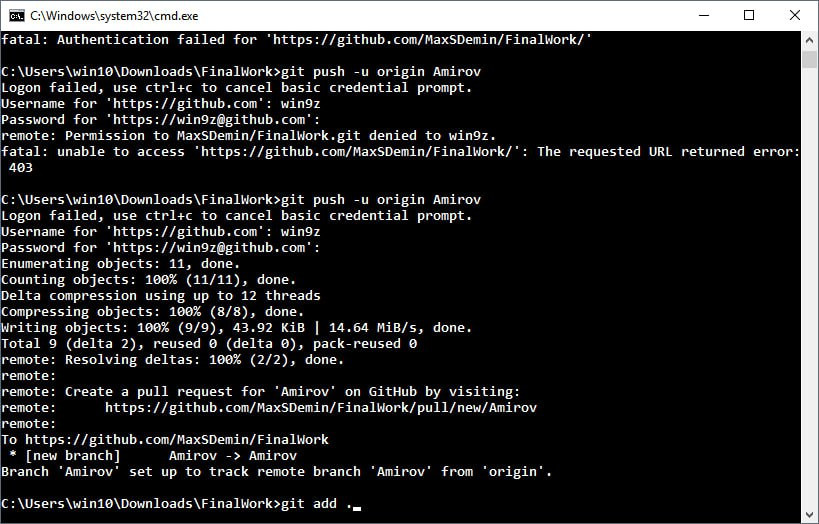 C:\Windows\system32\cmd.exe
fatal: Authentication failed for 'https://github.com/MaxSDemin/FinalWork/'
C:\Users\win10\Downloads\FinalWork>git push -u origin Amirov
Logon failed, use ctrl+c to cancel basic credential prompt.
Username for 'https://github.com': win9z
Password for 'https://win9z@github.com':
remote: Permission to MaxSDemin/FinalWork.git denied to win9z.
fatal: unable to access 'https://github.com/MaxSDemin/FinalWork/': The requested URL returned error:
403
C:\Users\win10\Downloads\FinalWork>git push -u origin Amirov
Logon failed, use ctrl+c to cancel basic credential prompt.
Username for 'https://github.com': win9z
Password for 'https://win9z@github.com':
Enumerating objects: 11, done.
Counting objects: 100% (11/11), done.
Delta compression using up to 12 threads
Compressing objects: 100% (8/8), done.
Writing objects: 100% (9/9), 43.92 KiB | 14.64 MiB/s, done.
Total 9 (delta 2), reused 0 (delta 0), pack-reused 0
remote: Resolving deltas: 100% (2/2), done.
remote:
remote: Create a pull request for 'Amirov' on GitHub by visiting:
remote:      https://github.com/MaxSDemin/FinalWork/pull/new/Amirov
remote:
To https://github.com/MaxSDemin/FinalWork
 * [new branch]      Amirov -> Amirov
Branch 'Amirov' set up to track remote branch 'Amirov' from 'origin'.
C:\Users\win10\Downloads\FinalWork>git add .